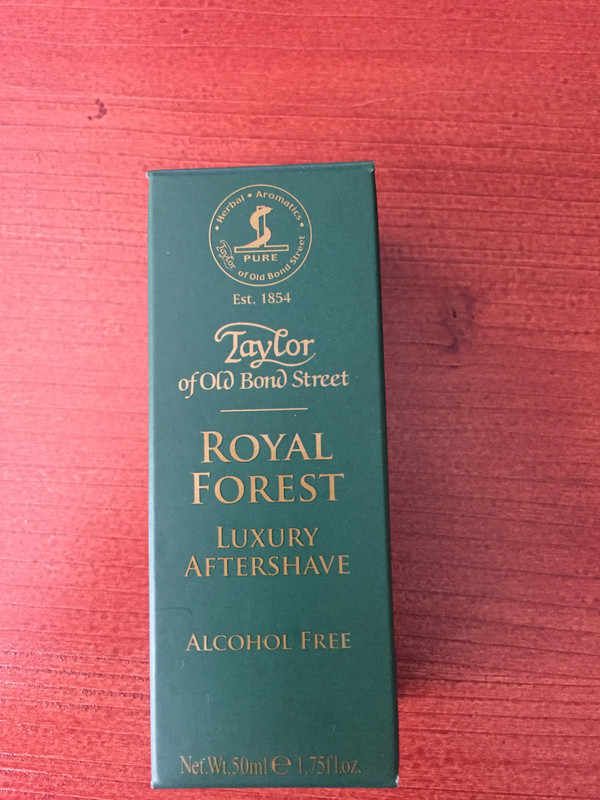 Herbal • Aromatics
PURE
Taylor of Old Bond Street
Est. 1854
Taylor
of Old Bond Street
ROYAL
FOREST
LUXURY
AFTERSHAVE
ALCOHOL FREE
Net.Wt.50ml ℮ 1.75fl.oz.